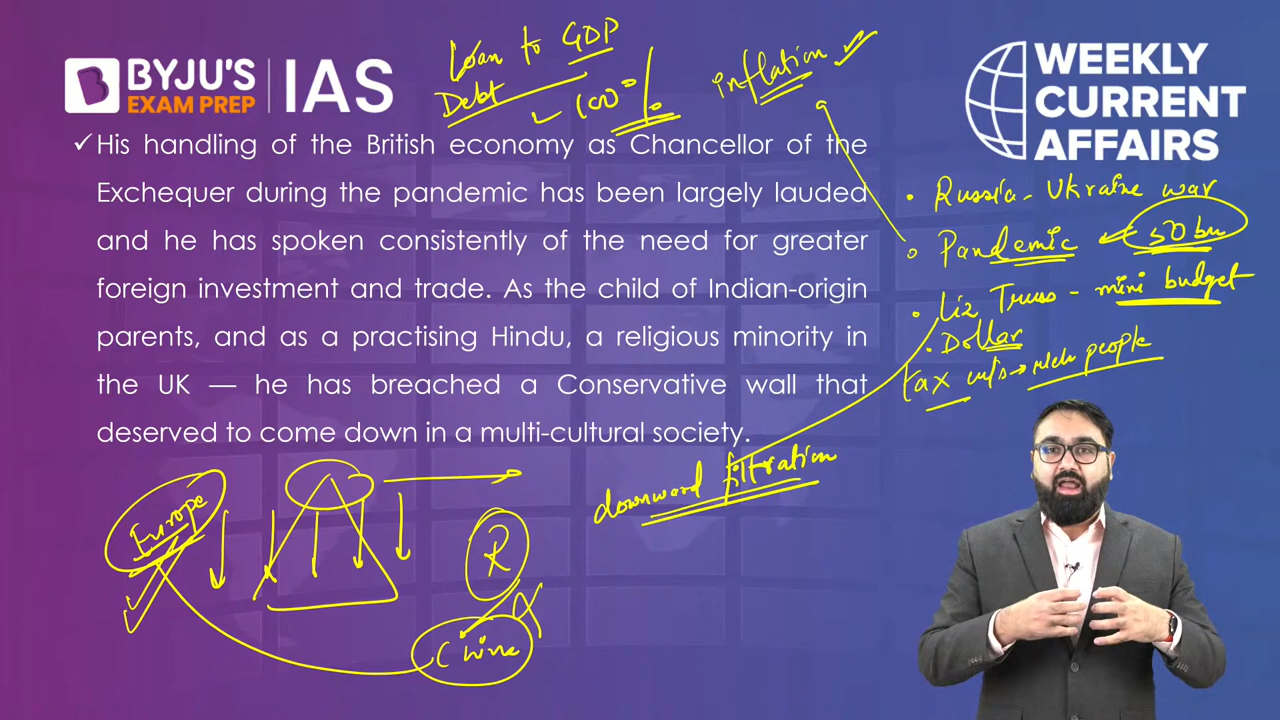 BYJU'S
EXAM PREP
IAS
Loan to GDP
Debt
100%
inflation
WEEKLY
CURRENT
AFFAIRS
✓ His handling of the British economy as Chancellor of the
Exchequer during the pandemic has been largely lauded
and he has spoken consistently of the need for greater
foreign investment and trade. As the child of Indian-origin
parents, and as a practising Hindu, a religious minority in
the UK — he has breached a Conservative wall that
deserved to come down in a multi-cultural society.
• Russia - Ukraine war
Pandemic 50 bn
• Liz Truss - mini budget
• Dollar
tax cuts → rich people
downward filtration
Europe
R
China